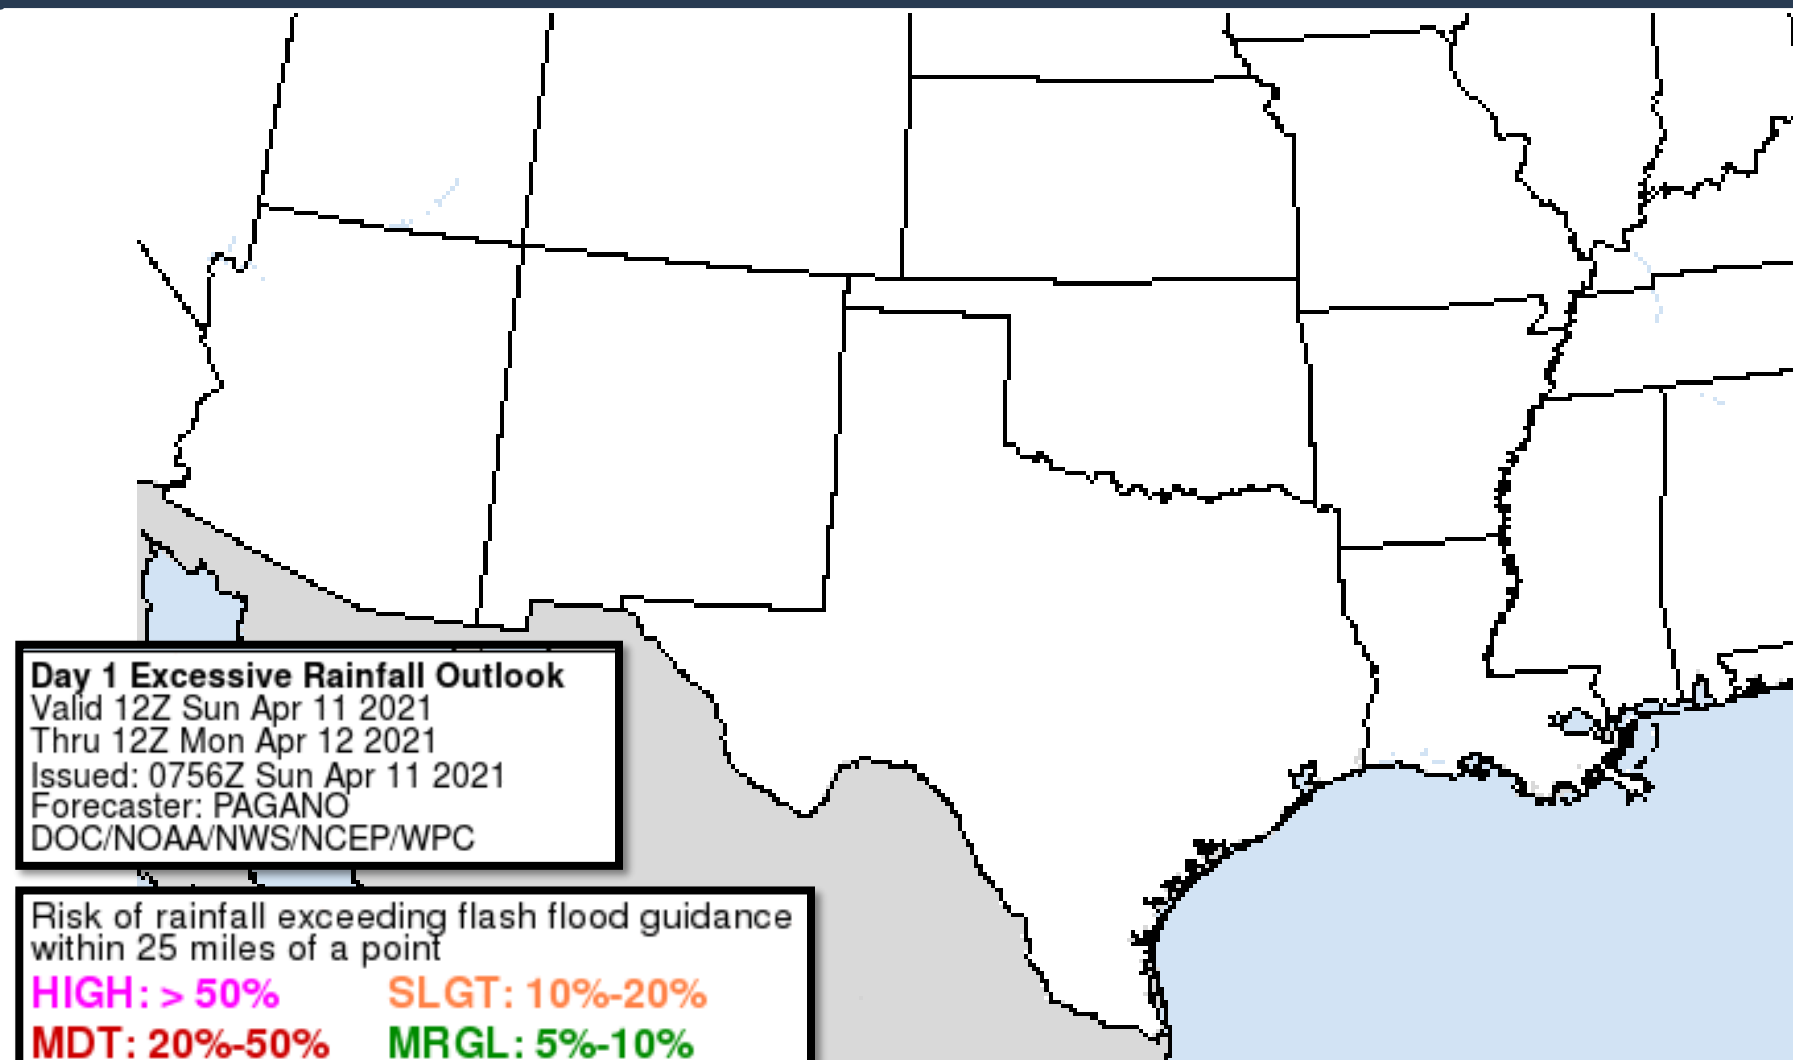 Day 1 Excessive Rainfall Outlook
Valid 12Z Sun Apr 11 2021
Thru 12Z Mon Apr 12 2021
Issued: 0756Z Sun Apr 11 2021
Forecaster: PAGANO
DOC/NOAA/NWS/NCEP/WPC
Risk of rainfall exceeding flash flood guidance
within 25 miles of a point
HIGH: > 50% SLGT: 10%-20%
MDT: 20%-50% MRGL: 5%-10%